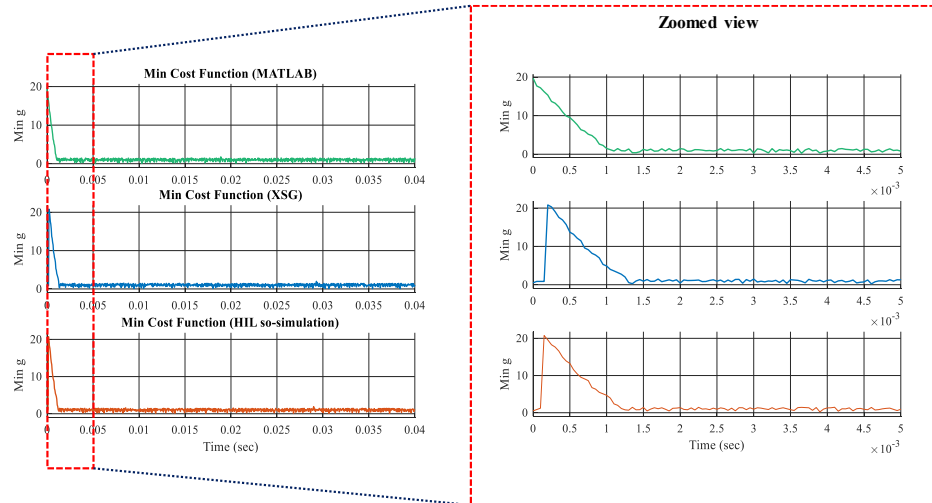 Zoomed view
Min Cost Function (MATLAB)
Min g
20
10
0
0 0.005 0.01 0.015 0.02 0.025 0.03 0.035 0.04
Min Cost Function (XSG)
Min g
20
10
0
0 0.005 0.01 0.015 0.02 0.025 0.03 0.035 0.04
Min Cost Function (HIL so-simulation)
Min g
20
10
0
0 0.005 0.01 0.015 0.02 0.025 0.03 0.035 0.04
Time (sec)
Min g
20
10
0
0 0.5 1 1.5 2 2.5 3 3.5 4 4.5 5
×10⁻³
Min g
20
10
0
0 0.5 1 1.5 2 2.5 3 3.5 4 4.5 5
×10⁻³
Min g
20
10
0
0 0.5 1 1.5 2 2.5 3 3.5 4 4.5 5
Time (sec)
×10⁻³